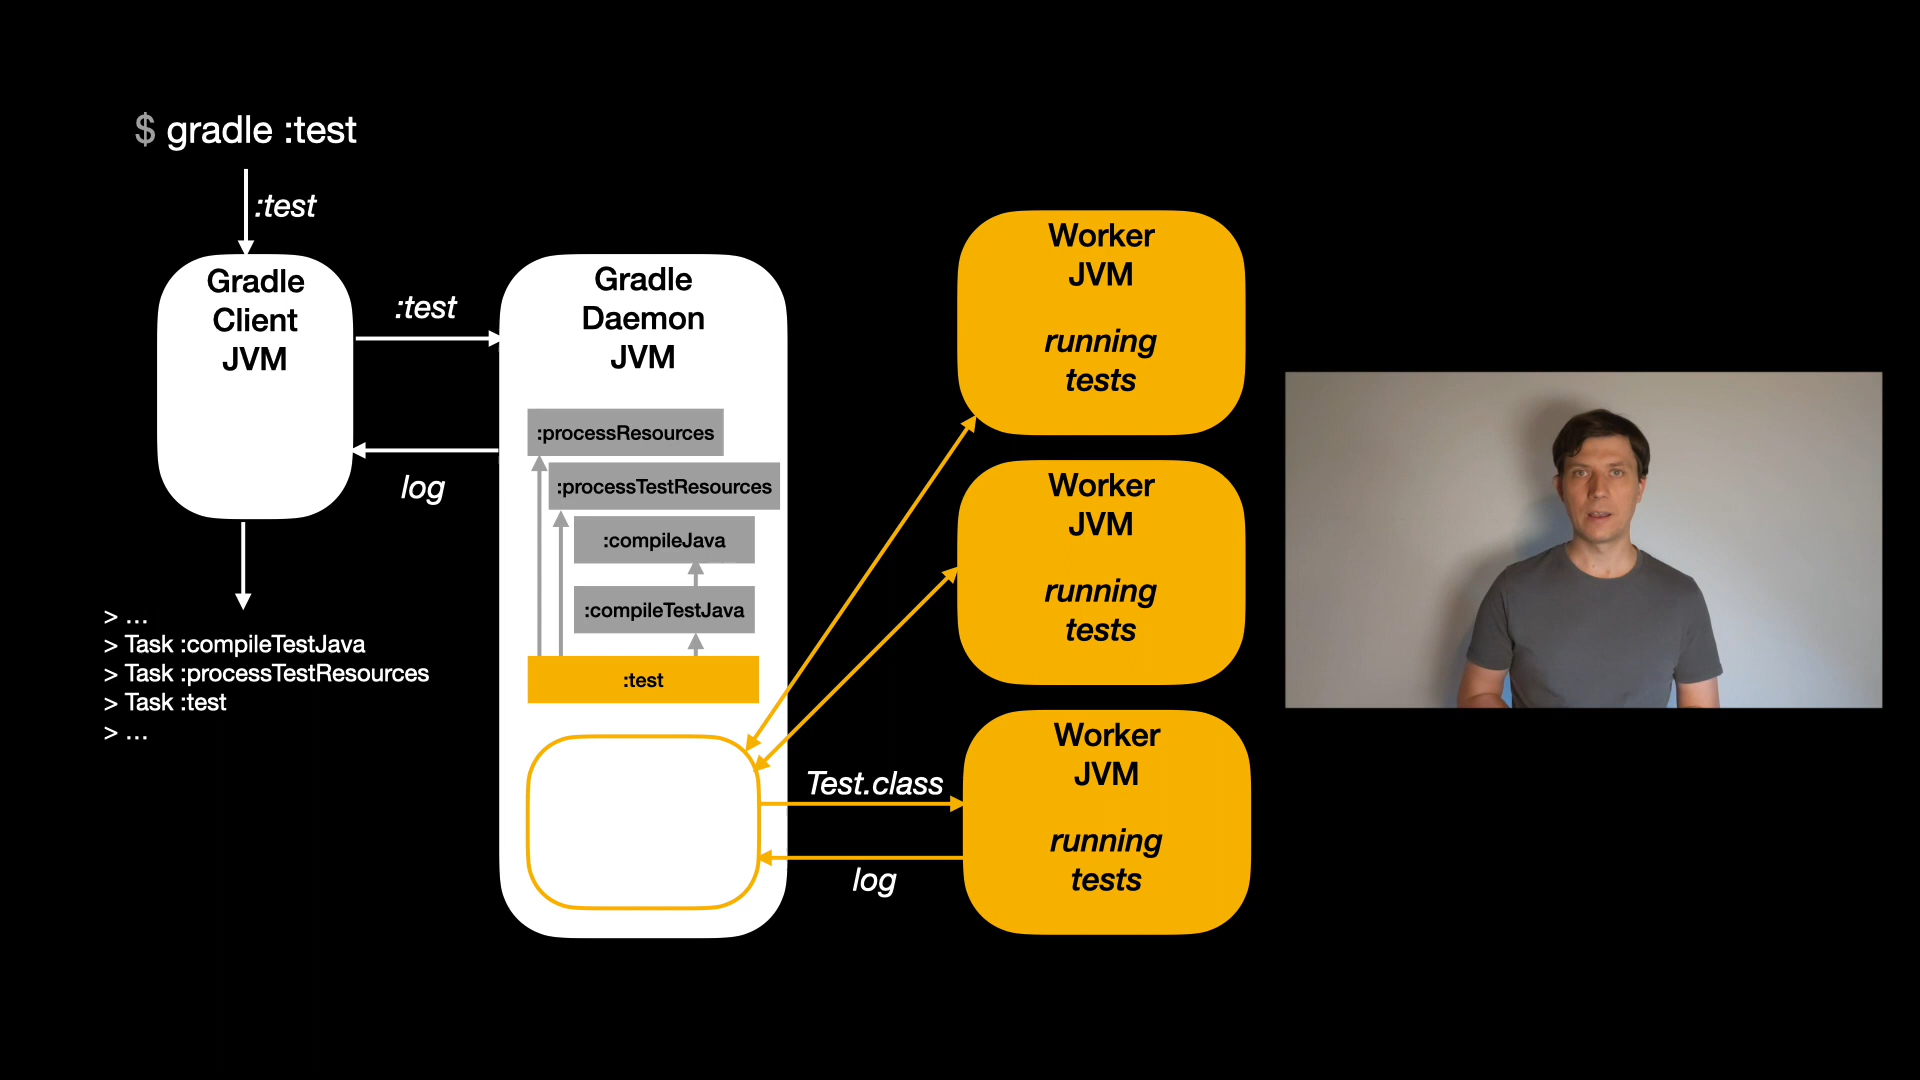 $ gradle :test
:test
Gradle
Client
JVM
:test
log
> ...
> Task :compileTestJava
> Task :processTestResources
> Task :test
> ...
Gradle
Daemon
JVM
:processResources
:processTestResources
:compileJava
:compileTestJava
:test
Test.class
log
Worker
JVM
running
tests
Worker
JVM
running
tests
Worker
JVM
running
tests